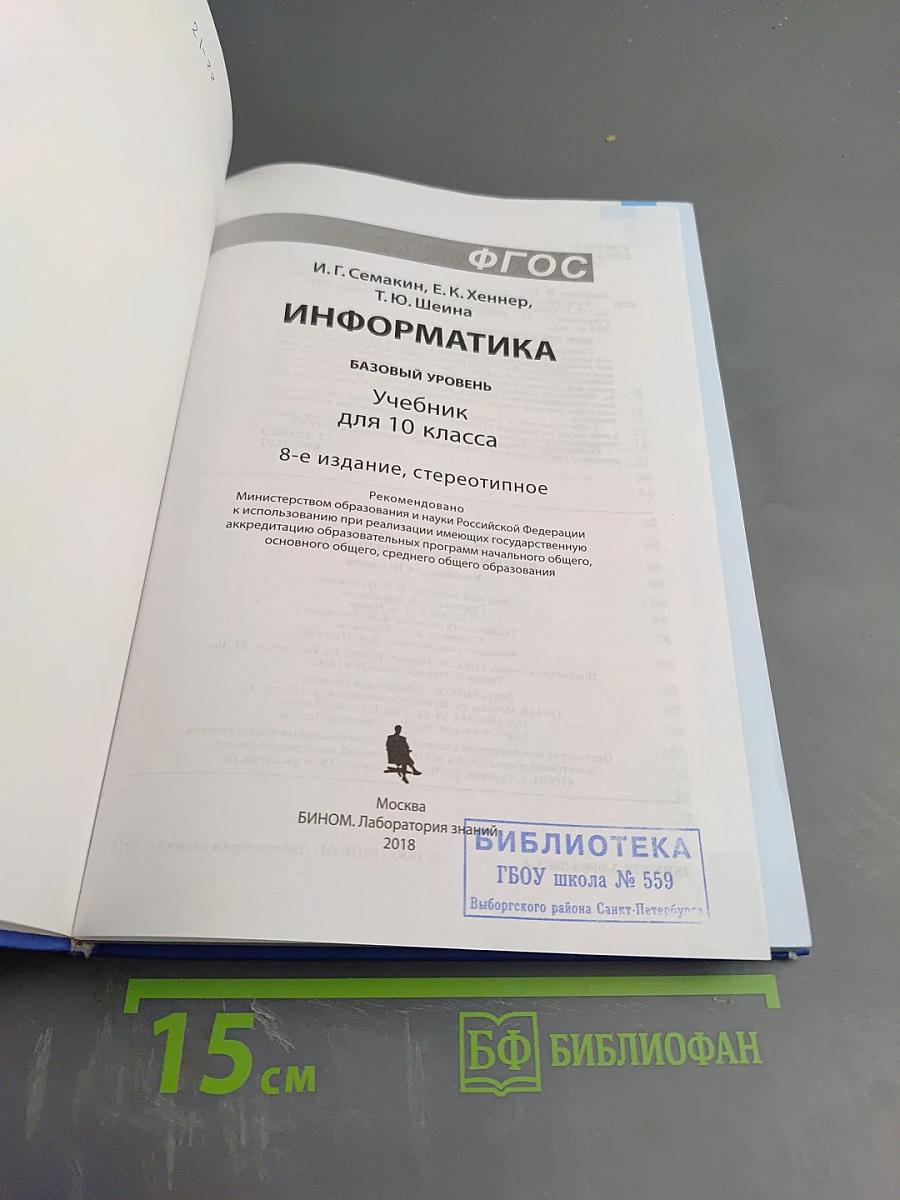 21-22
ФГОС
И. Г. Семакин, Е. К. Хеннер,
Т. Ю. Шеина
ИНФОРМАТИКА
БАЗОВЫЙ УРОВЕНЬ
Учебник
для 10 класса
8-е издание, стереотипное
Рекомендовано
Министерством образования и науки Российской Федерации
к использованию при реализации имеющих государственную
аккредитацию образовательных программ начального общего,
основного общего, среднего общего образования
Москва
БИНОМ. Лаборатория знаний
2018
БИБЛИОТЕКА
ГБОУ школа № 559
Выборгского района Санкт-Петербурга
15 см
БФ БИБЛИОФАН